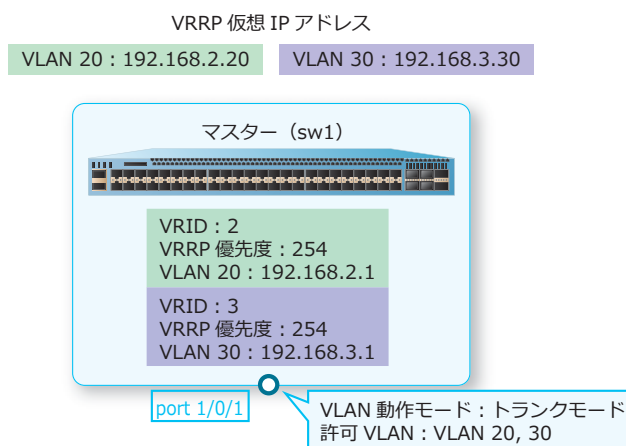 VRRP 仮想 IP アドレス
VLAN 20：192.168.2.20
VLAN 30：192.168.3.30
マスター（sw1）
VRID：2
VRRP 優先度：254
VLAN 20：192.168.2.1
VRID：3
VRRP 優先度：254
VLAN 30：192.168.3.1
port 1/0/1
VLAN 動作モード：トランクモード
許可 VLAN：VLAN 20, 30